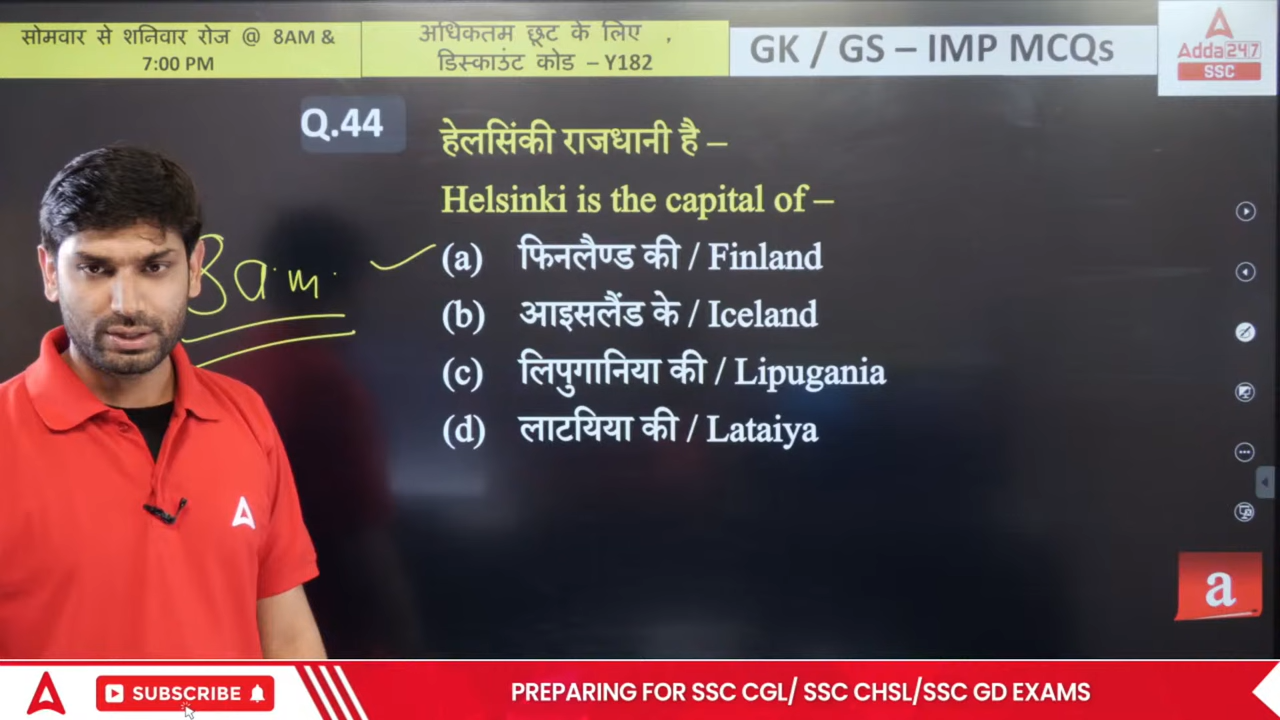 सोमवार से शनिवार रोज @ 8AM &
7:00 PM
अधिकतम छूट के लिए ,
डिस्काउंट कोड – Y182
GK / GS – IMP MCQs
Adda247
SSC
Q.44
हेलसिंकी राजधानी है –
Helsinki is the capital of –
(a) फिनलैण्ड की / Finland
(b) आइसलैंड के / Iceland
(c) लिपुगानिया की / Lipugania
(d) लाटयिया की / Lataiya
8 a.m.
a
SUBSCRIBE
PREPARING FOR SSC CGL/ SSC CHSL/SSC GD EXAMS